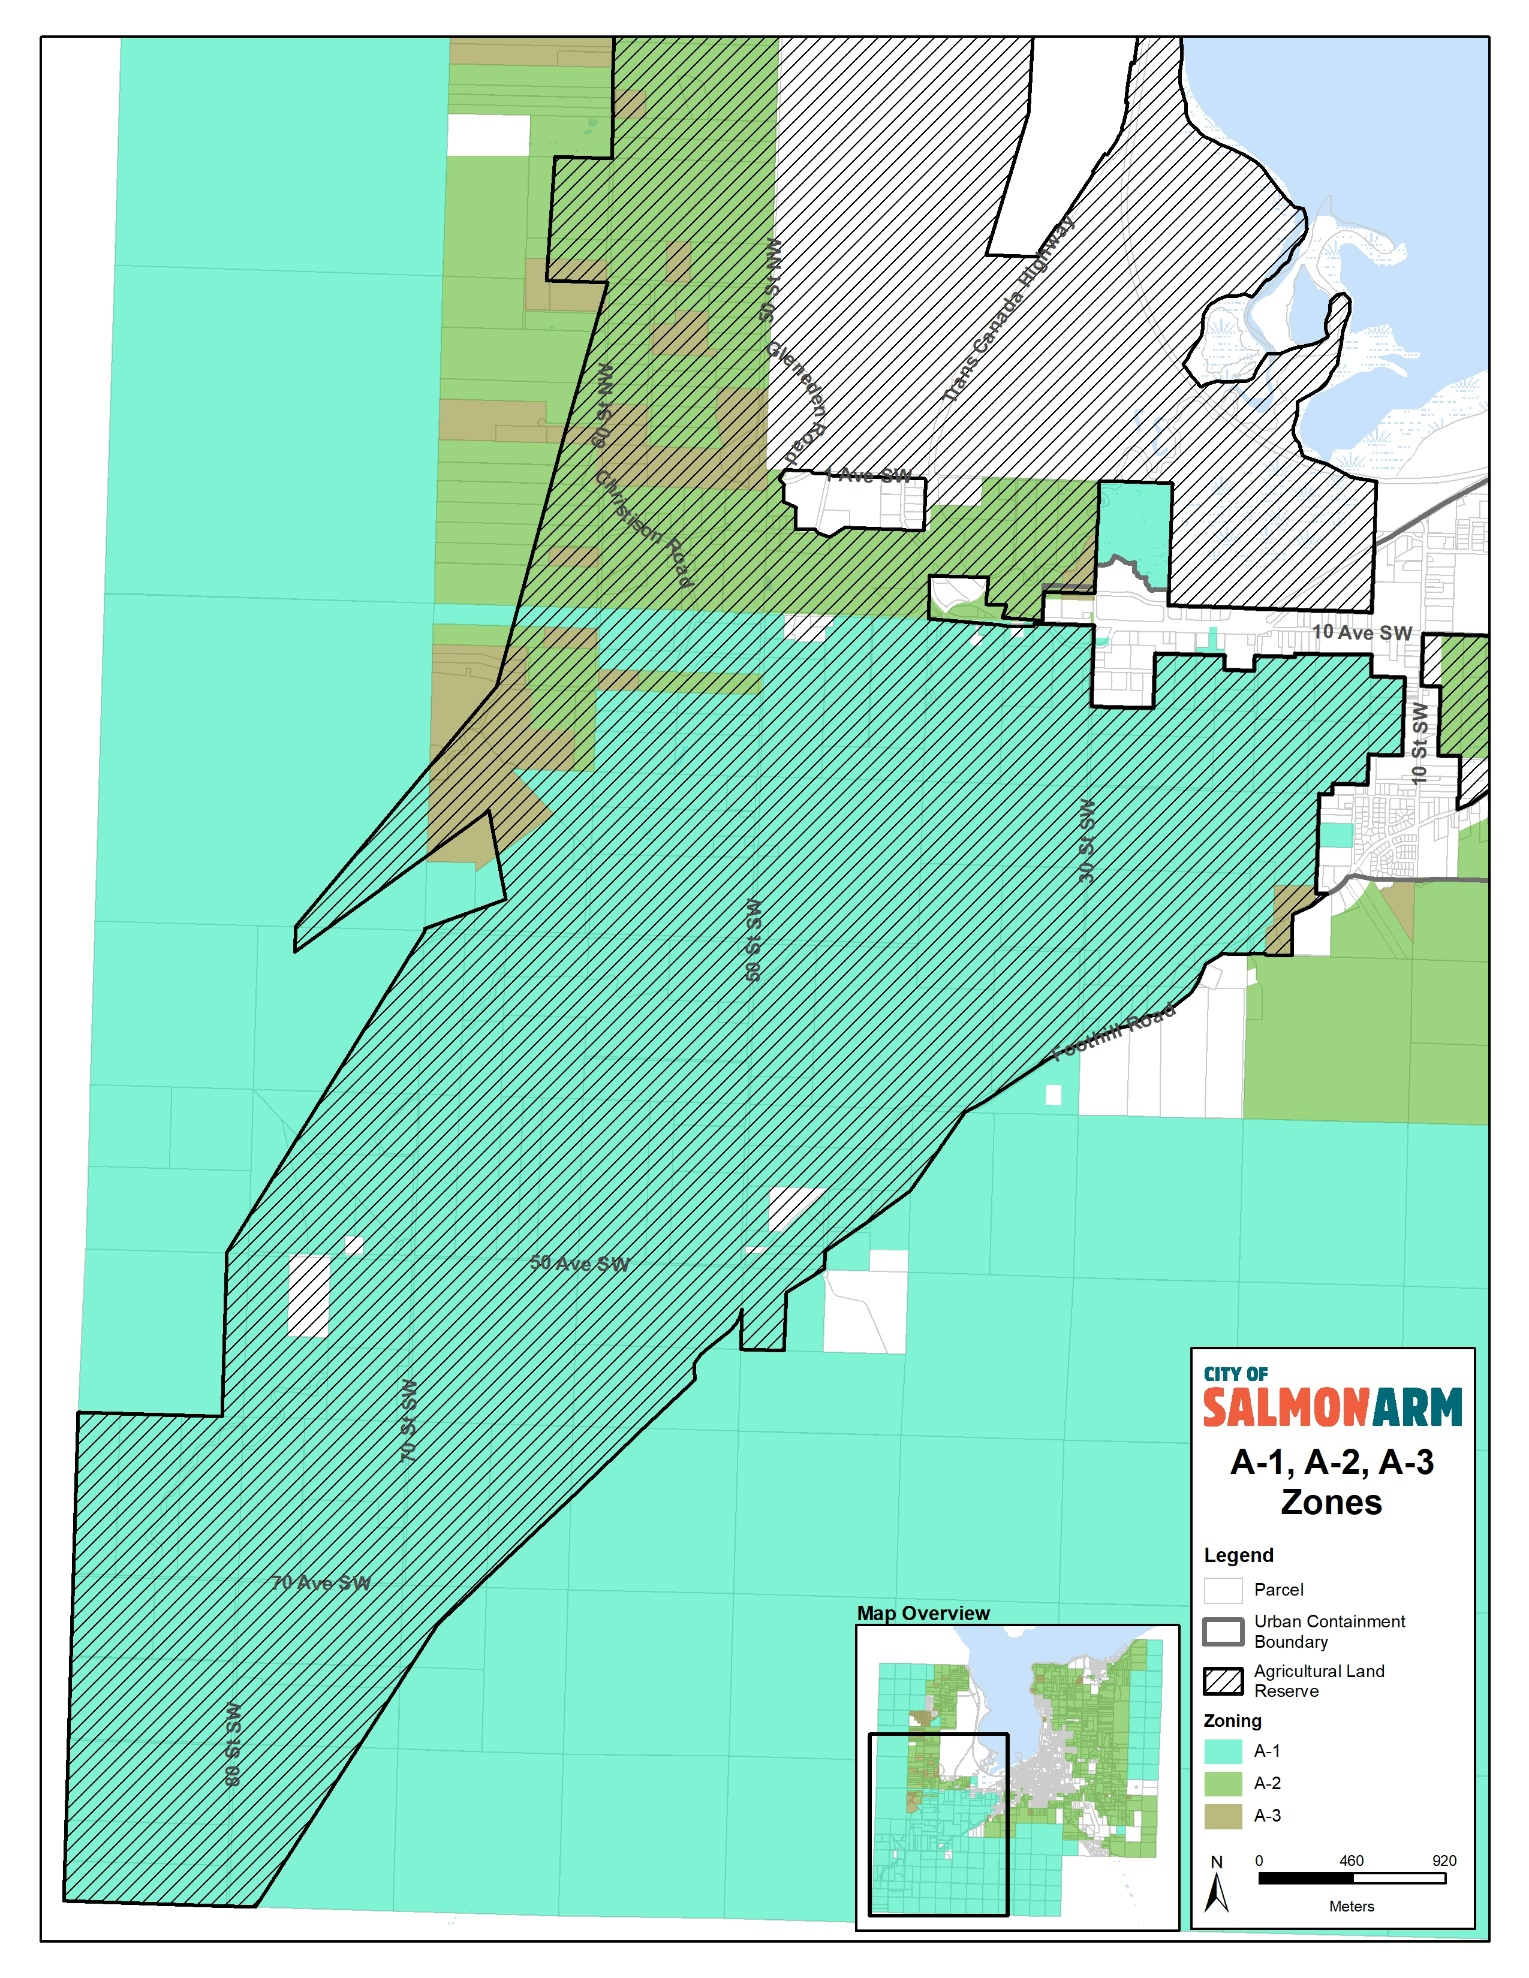 50 St NW
Trans Canada Highway
Gleneden Road
60 St NW
1 Ave SW
Christison Road
10 Ave SW
10 St SW
30 St SW
50 St SW
Foothill Road
50 Ave SW
70 St SW
70 Ave SW
80 St SW
CITY OF
SALMONARM
A-1, A-2, A-3
Zones
Legend
Parcel
Urban Containment
Boundary
Agricultural Land
Reserve
Zoning
A-1
A-2
A-3
N
0 460 920
Meters
Map Overview